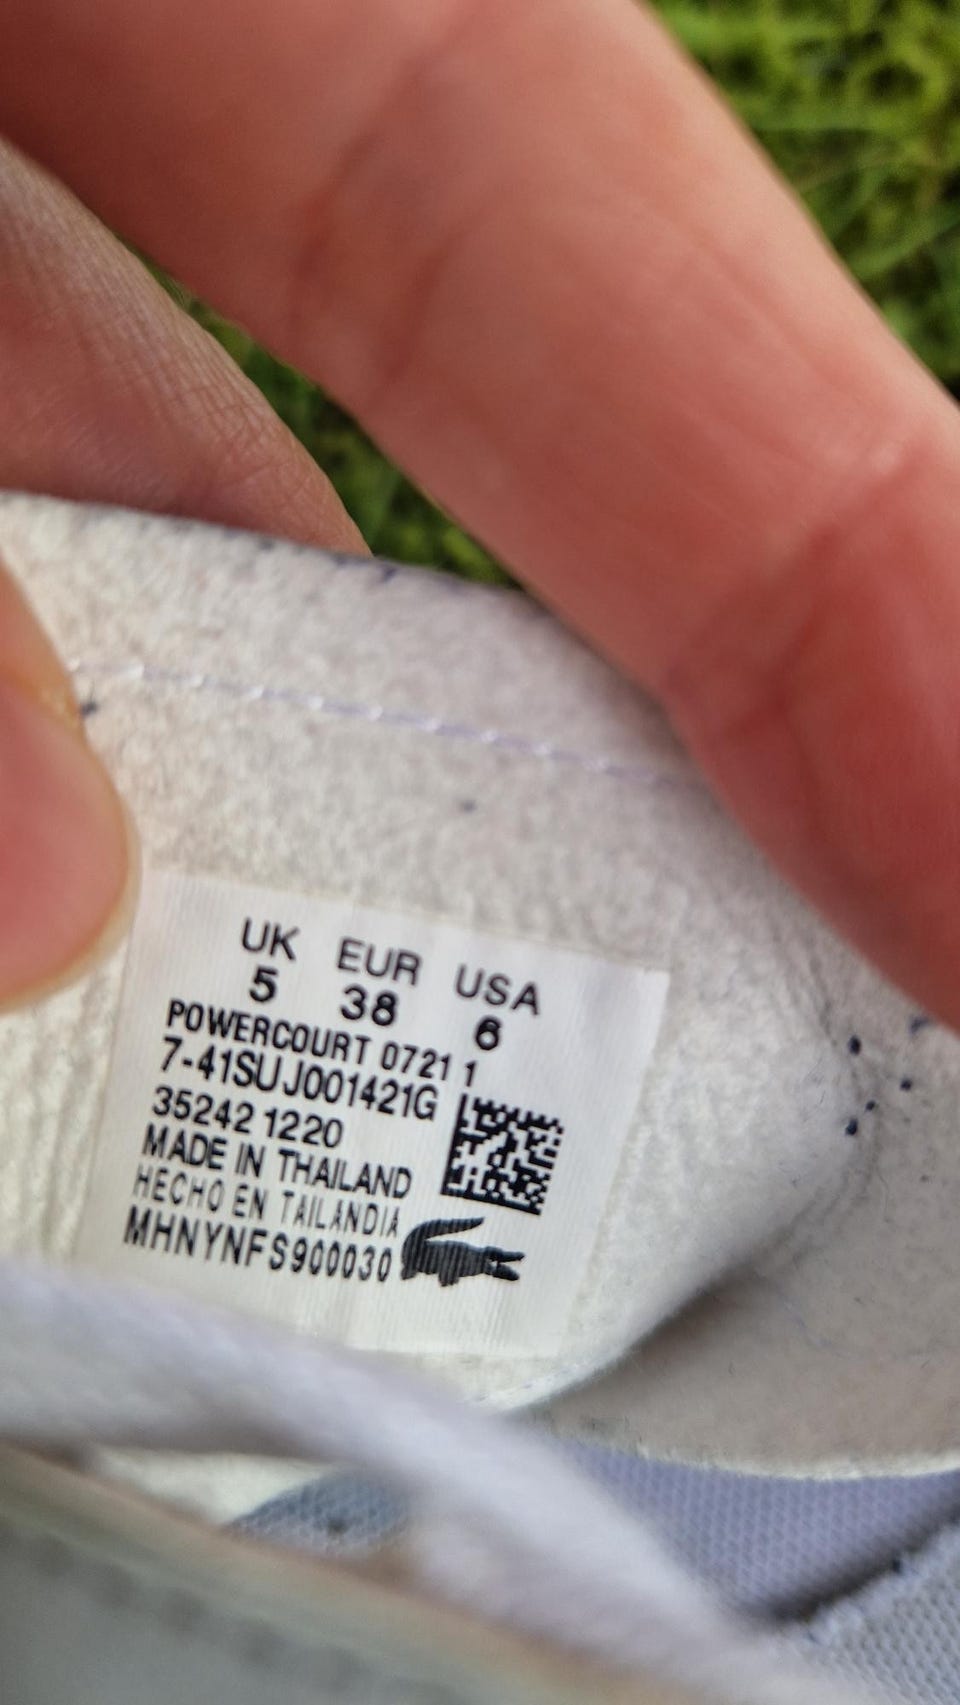 UK EUR USA
5 38 6
POWERCOURT 0721 1
7-41SUJ001421G
35242 1220
MADE IN THAILAND
HECHO EN TAILANDIA
MHNYNFS900030